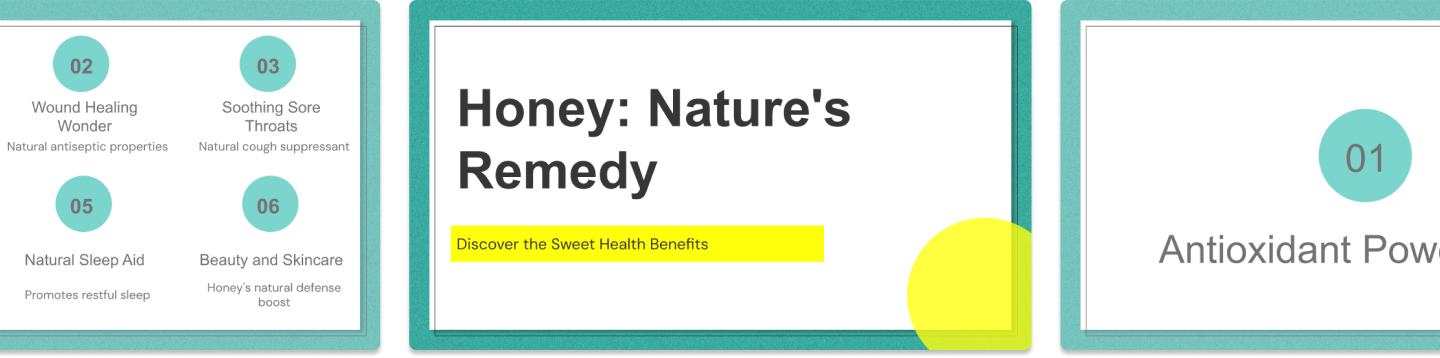 02
03
Wound Healing
Wonder
Soothing Sore
Throats
Natural antiseptic properties
Natural cough suppressant
05
06
Natural Sleep Aid
Beauty and Skincare
Promotes restful sleep
Honey's natural defense
boost
Honey: Nature's
Remedy
Discover the Sweet Health Benefits
01
Antioxidant